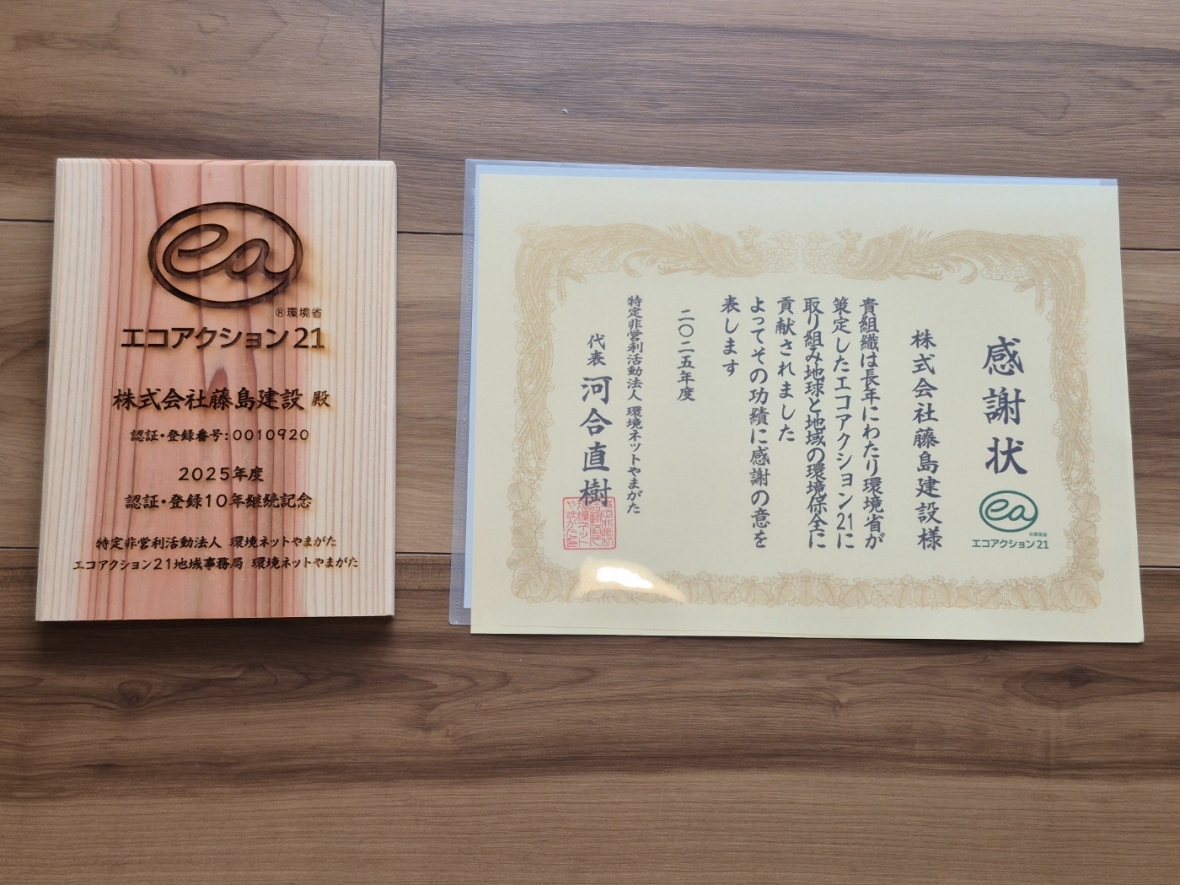 ea
®環境省
エコアクション21
株式会社藤島建設 殿
認証・登録番号:0010920
2025年度
認証・登録10年継続記念
特定非営利活動法人 環境ネットやまがた
エコアクション21地域事務局 環境ネットやまがた
感謝状
ea
®環境省
エコアクション21
株式会社藤島建設様
貴組織は長年にわたり環境省が
策定したエコアクション21に
取り組み地球と地域の環境保全に
貢献されました
よってその功績に感謝の意を
表します
二〇二五年度
特定非営利活動法人 環境ネットやまがた
代表 河合直樹